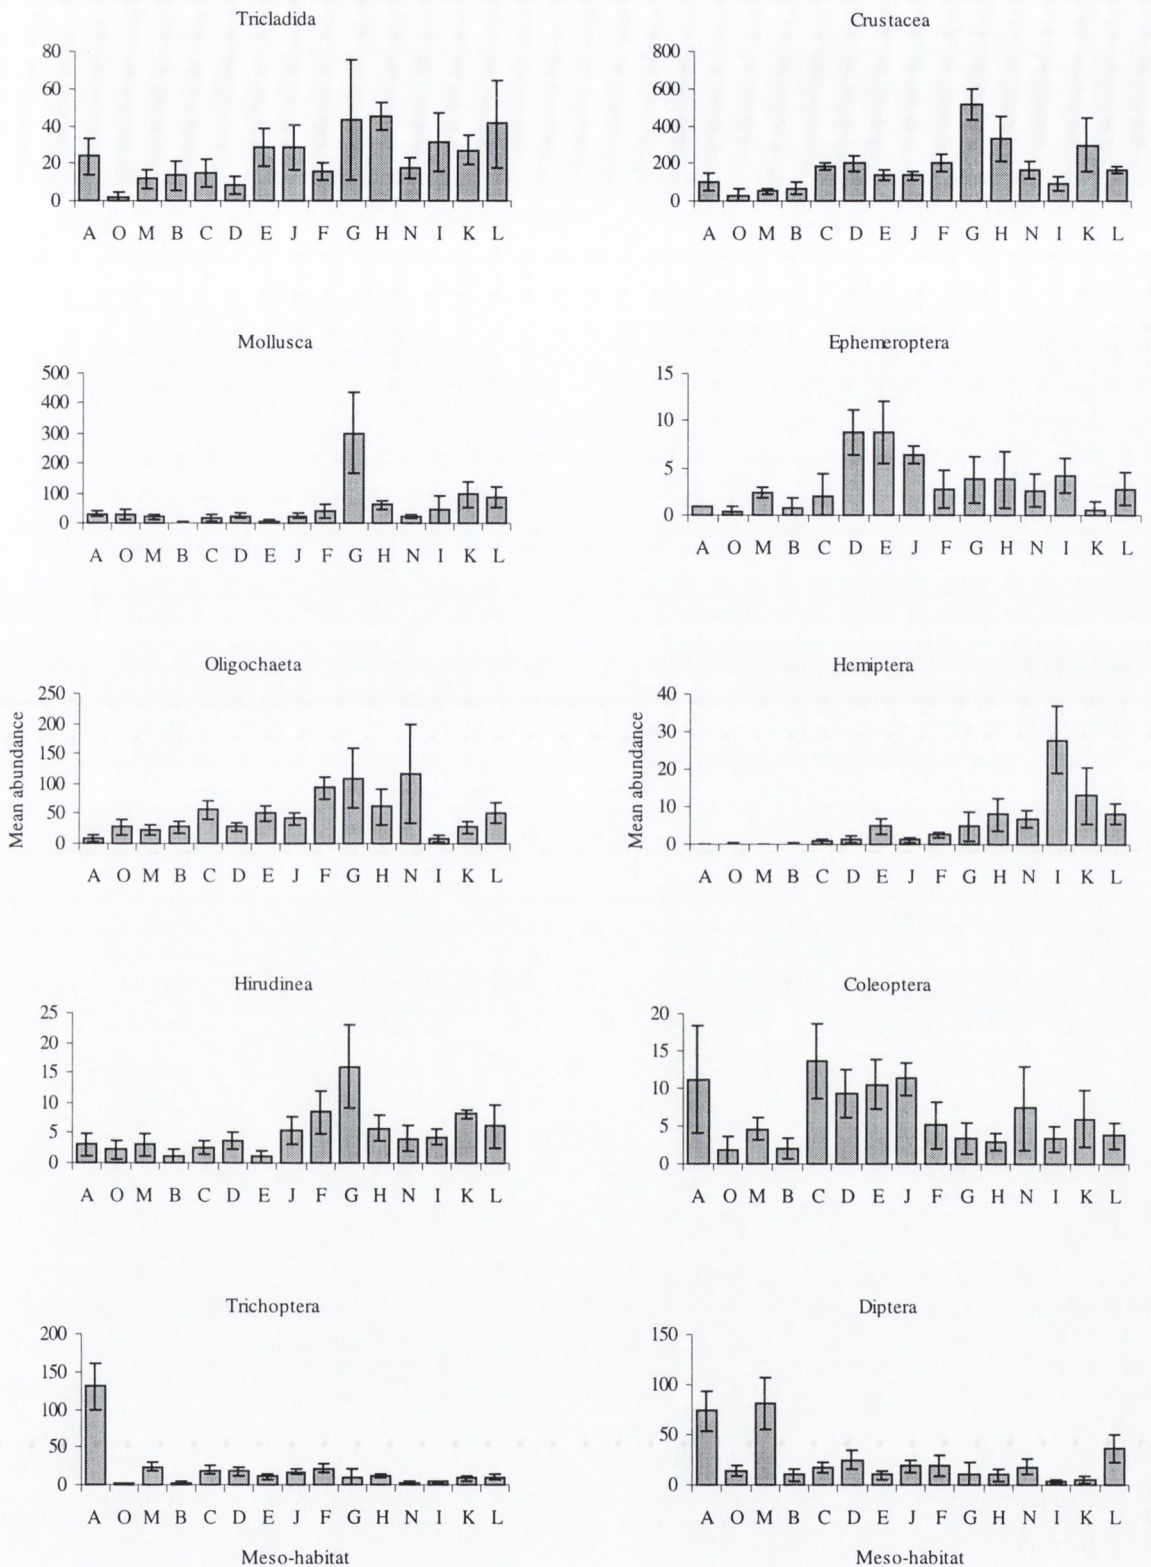 Tricladida
80
60
40
20
0
A O M B C D E J F G H N I K L
Crustacea
800
600
400
200
0
A O M B C D E J F G H N I K L
Mollusca
500
400
300
200
100
0
A O M B C D E J F G H N I K L
Ephemeroptera
15
10
5
0
A O M B C D E J F G H N I K L
Oligochaeta
Mean abundance
250
200
150
100
50
0
A O M B C D E J F G H N I K L
Hemiptera
Mean abundance
40
30
20
10
0
A O M B C D E J F G H N I K L
Hirudinea
25
20
15
10
5
0
A O M B C D E J F G H N I K L
Coleoptera
20
15
10
5
0
A O M B C D E J F G H N I K L
Trichoptera
200
150
100
50
0
A O M B C D E J F G H N I K L
Meso-habitat
Diptera
150
100
50
0
A O M B C D E J F G H N I K L
Meso-habitat